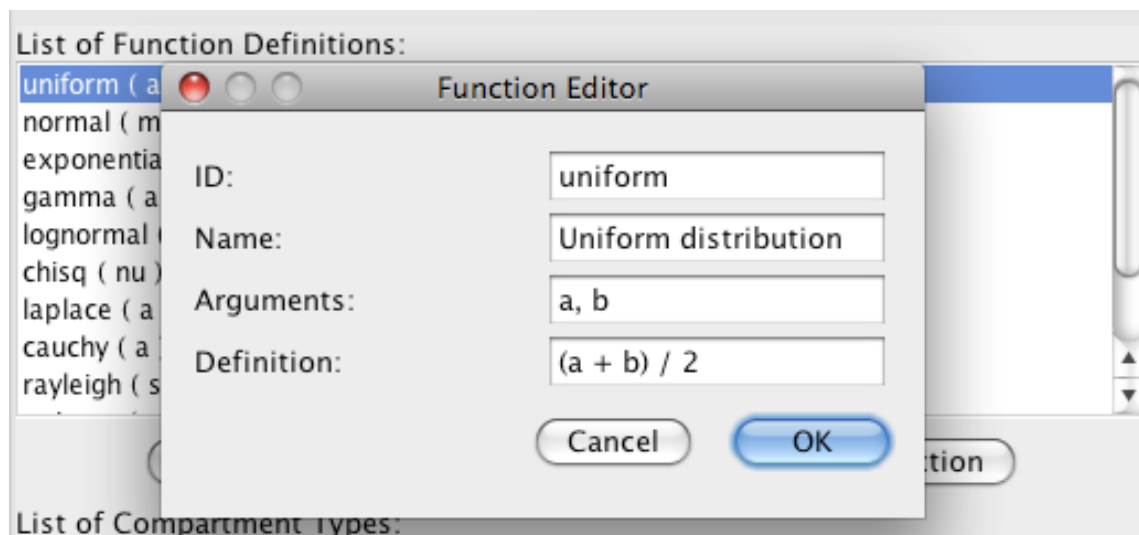 List of Function Definitions:
uniform ( a
normal ( m
exponentia
gamma ( a
lognormal (
chisq ( nu )
laplace ( a
cauchy ( a )
rayleigh ( s
Function Editor
ID:
uniform
Name:
Uniform distribution
Arguments:
a, b
Definition:
(a + b) / 2
Cancel
OK
ction
List of Compartment Types: